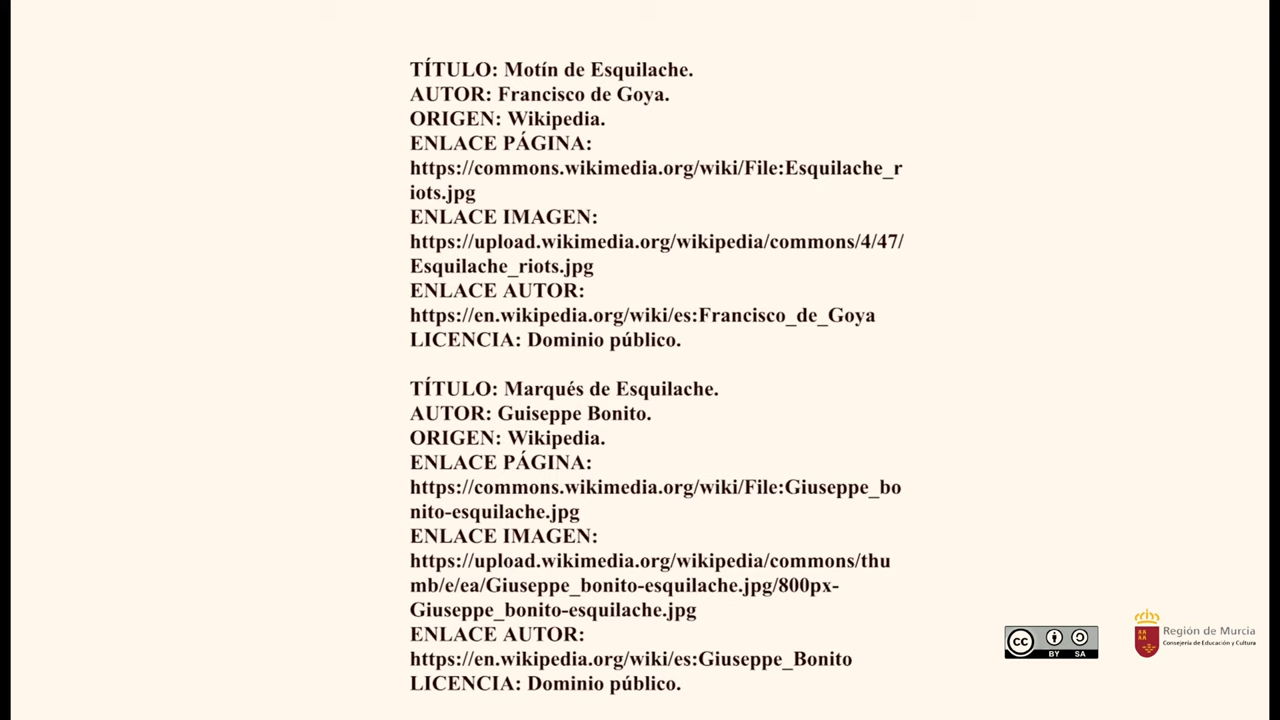 TÍTULO: Motín de Esquilache.
AUTOR: Francisco de Goya.
ORIGEN: Wikipedia.
ENLACE PÁGINA:
https://commons.wikimedia.org/wiki/File:Esquilache_r
iots.jpg
ENLACE IMAGEN:
https://upload.wikimedia.org/wikipedia/commons/4/47/
Esquilache_riots.jpg
ENLACE AUTOR:
https://en.wikipedia.org/wiki/es:Francisco_de_Goya
LICENCIA: Dominio público.
TÍTULO: Marqués de Esquilache.
AUTOR: Guiseppe Bonito.
ORIGEN: Wikipedia.
ENLACE PÁGINA:
https://commons.wikimedia.org/wiki/File:Giuseppe_bo
nito-esquilache.jpg
ENLACE IMAGEN:
https://upload.wikimedia.org/wikipedia/commons/thu
mb/e/ea/Giuseppe_bonito-esquilache.jpg/800px-
Giuseppe_bonito-esquilache.jpg
ENLACE AUTOR:
https://en.wikipedia.org/wiki/es:Giuseppe_Bonito
LICENCIA: Dominio público.
CC BY SA
Región de Murcia
Consejería de Educación y Cultura